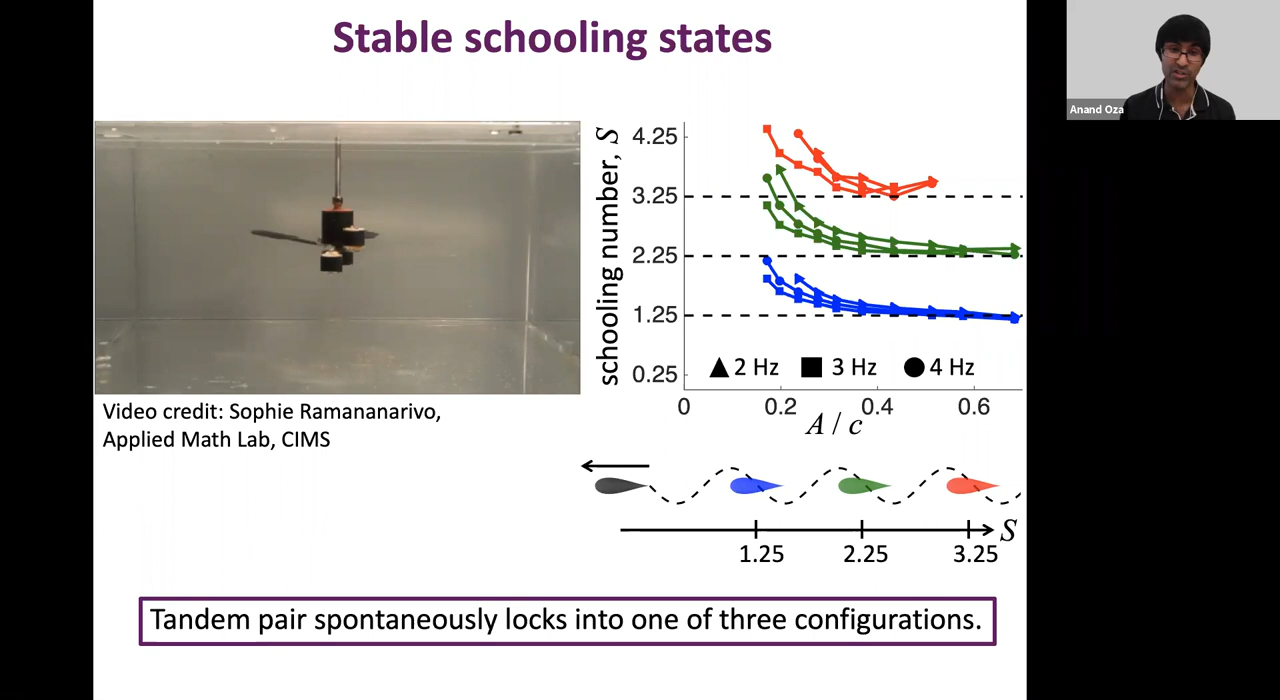 Stable schooling states
Anand Oza
schooling number, S
4.25
3.25
2.25
1.25
0.25
2 Hz
3 Hz
4 Hz
0
0.2
0.4
0.6
A / c
Video credit: Sophie Ramananarivo,
Applied Math Lab, CIMS
S
1.25
2.25
3.25
Tandem pair spontaneously locks into one of three configurations.